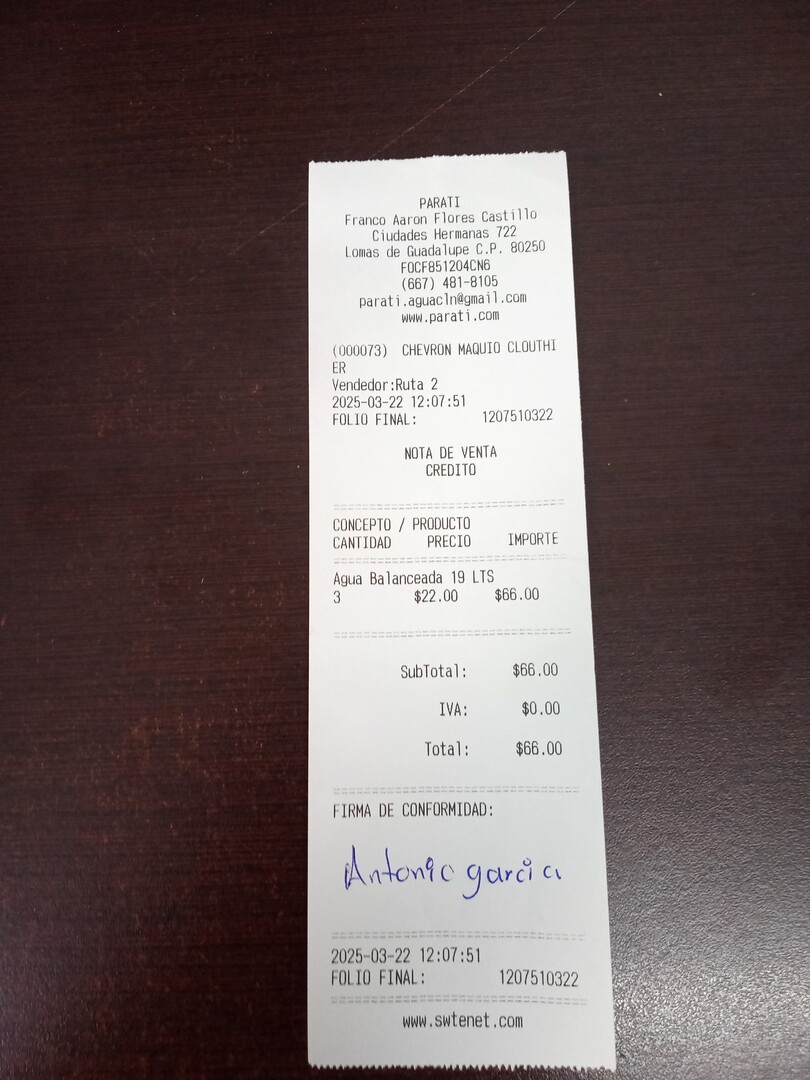 PARATI
Franco Aaron Flores Castillo
Ciudades Hermanas 722
Lomas de Guadalupe C.P. 80250
FOCF851204CN6
(667) 481-8105
parati.aguacln@gmail.com
www.parati.com
(000073) CHEVRON MAQUIO CLOUTHI
ER
Vendedor:Ruta 2
2025-03-22 12:07:51
FOLIO FINAL: 1207510322
NOTA DE VENTA
CREDITO
CONCEPTO / PRODUCTO
CANTIDAD PRECIO IMPORTE
Agua Balanceada 19 LTS
3 $22.00 $66.00
SubTotal: $66.00
IVA: $0.00
Total: $66.00
FIRMA DE CONFORMIDAD:
Antonio garcia
2025-03-22 12:07:51
FOLIO FINAL: 1207510322
www.swtenet.com